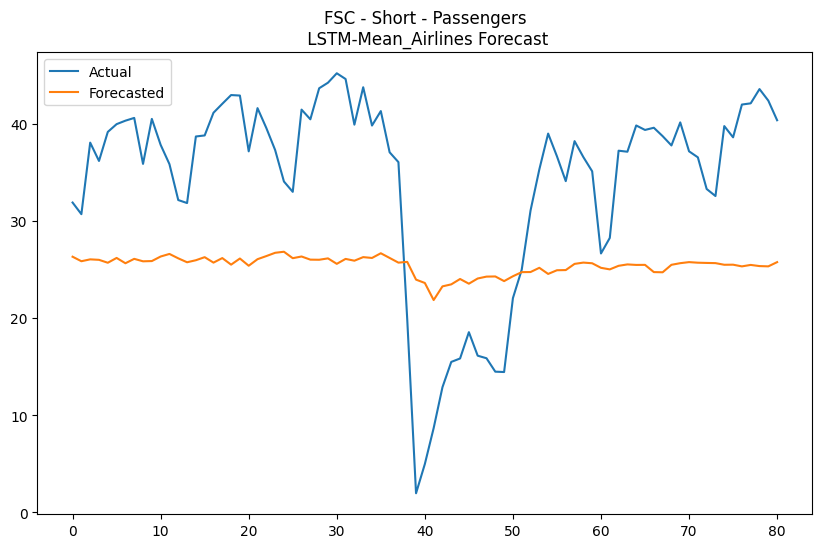 FSC - Short - Passengers
LSTM-Mean_Airlines Forecast
Actual
Forecasted
40
30
20
10
0
0 10 20 30 40 50 60 70 80